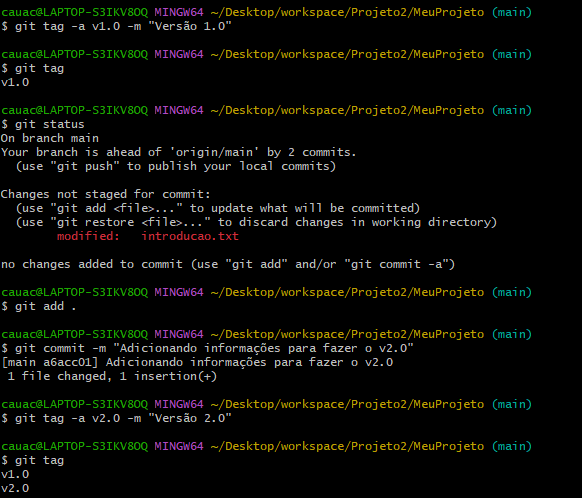 cauac@LAPTOP-S3IKV8OQ MINGW64 ~/Desktop/workspace/Projeto2/MeuProjeto (main)
$ git tag -a v1.0 -m "Versão 1.0"
cauac@LAPTOP-S3IKV8OQ MINGW64 ~/Desktop/workspace/Projeto2/MeuProjeto (main)
$ git tag
v1.0
cauac@LAPTOP-S3IKV8OQ MINGW64 ~/Desktop/workspace/Projeto2/MeuProjeto (main)
$ git status
On branch main
Your branch is ahead of 'origin/main' by 2 commits.
  (use "git push" to publish your local commits)
Changes not staged for commit:
  (use "git add <file>..." to update what will be committed)
  (use "git restore <file>..." to discard changes in working directory)
        modified:   introducao.txt
no changes added to commit (use "git add" and/or "git commit -a")
cauac@LAPTOP-S3IKV8OQ MINGW64 ~/Desktop/workspace/Projeto2/MeuProjeto (main)
$ git add .
cauac@LAPTOP-S3IKV8OQ MINGW64 ~/Desktop/workspace/Projeto2/MeuProjeto (main)
$ git commit -m "Adicionando informações para fazer o v2.0"
[main a6acc01] Adicionando informações para fazer o v2.0
 1 file changed, 1 insertion(+)
cauac@LAPTOP-S3IKV8OQ MINGW64 ~/Desktop/workspace/Projeto2/MeuProjeto (main)
$ git tag -a v2.0 -m "Versão 2.0"
cauac@LAPTOP-S3IKV8OQ MINGW64 ~/Desktop/workspace/Projeto2/MeuProjeto (main)
$ git tag
v1.0
v2.0